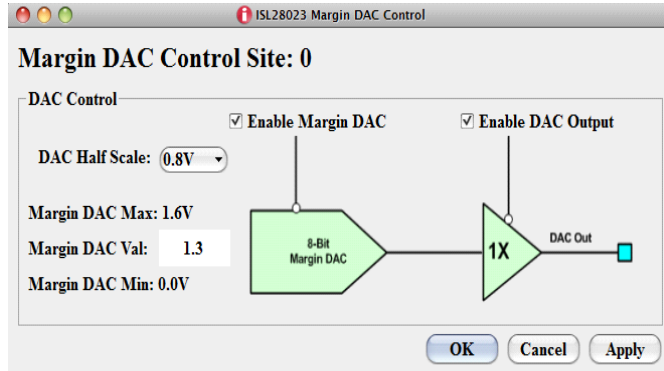 ISL28023 Margin DAC Control
Margin DAC Control Site: 0
DAC Control
Enable Margin DAC
Enable DAC Output
DAC Half Scale: 0.8V
Margin DAC Max: 1.6V
Margin DAC Val: 1.3
Margin DAC Min: 0.0V
8-Bit
Margin DAC
1X
DAC Out
OK
Cancel
Apply